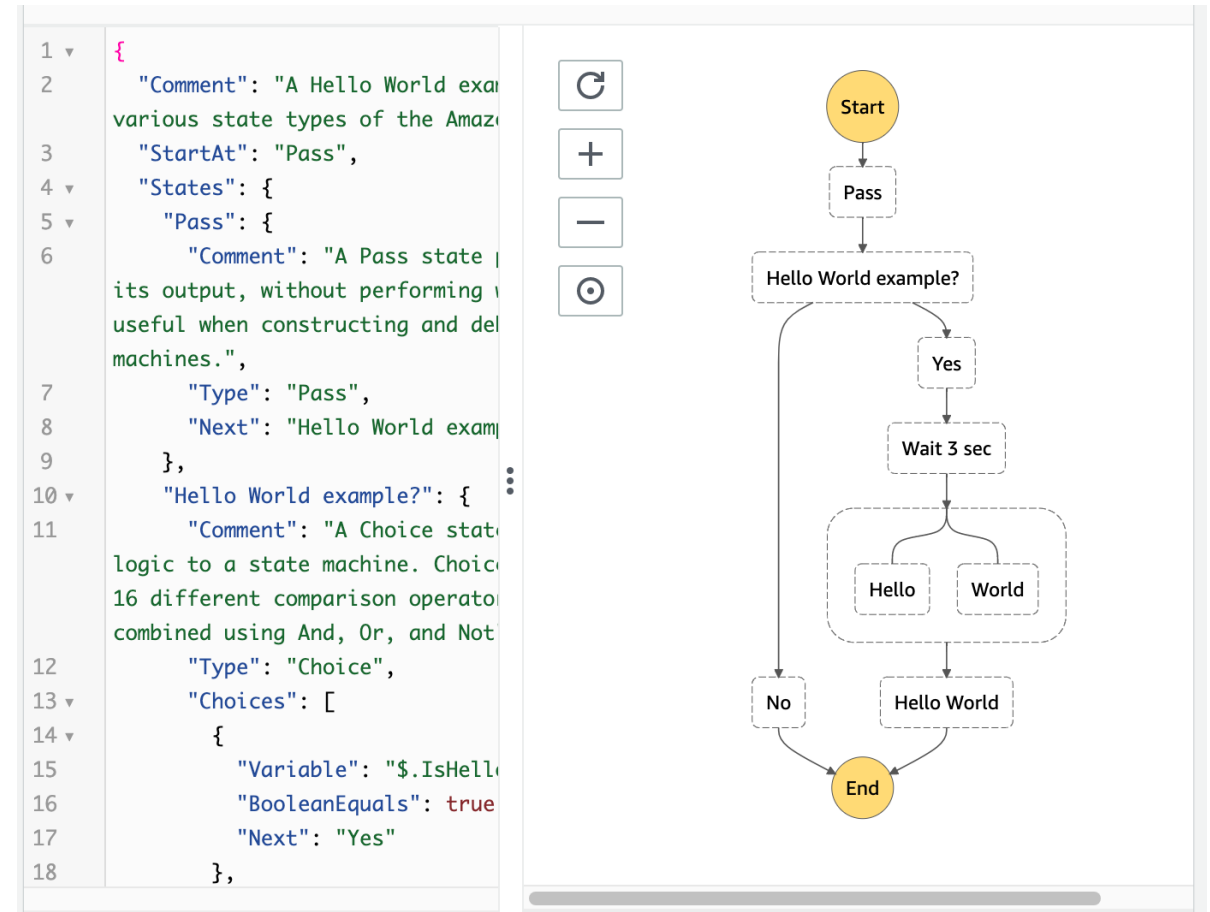 1 {
2 "Comment": "A Hello World exa
various state types of the Amaz
3 "StartAt": "Pass",
4 "States": {
5 "Pass": {
6 "Comment": "A Pass state
its output, without performing
useful when constructing and de
machines.",
7 "Type": "Pass",
8 "Next": "Hello World exam
9 },
10 "Hello World example?": {
11 "Comment": "A Choice stat
logic to a state machine. Choic
16 different comparison operato
combined using And, Or, and Not
12 "Type": "Choice",
13 "Choices": [
14 {
15 "Variable": "$.IsHell
16 "BooleanEquals": true
17 "Next": "Yes"
18 },
Start
Pass
Hello World example?
Yes
Wait 3 sec
Hello World
No Hello World
End